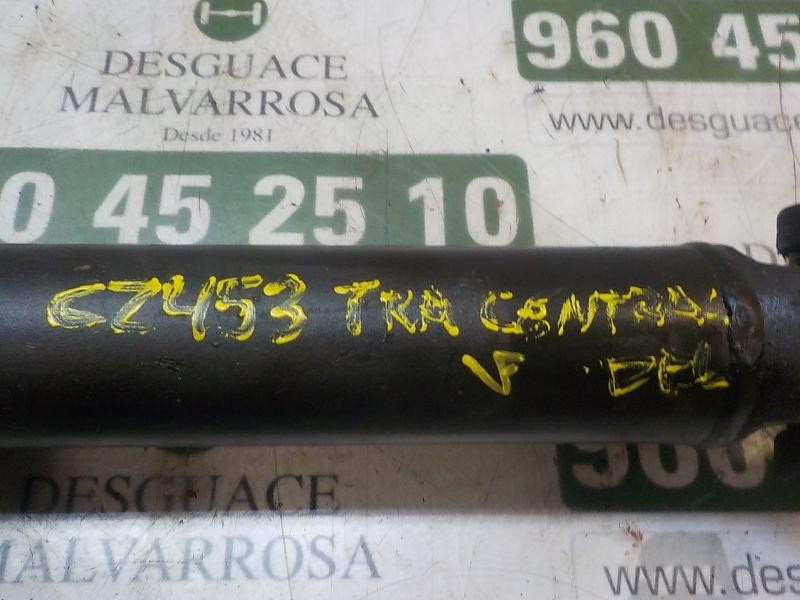 DESGUACE
MALVARROSA
Desde 1981
960 45
www.desguace
0 45 25 10
CZ453 TRA CENTRAL
V DEL
DESGUACE
MALVARROSA
960
www.des